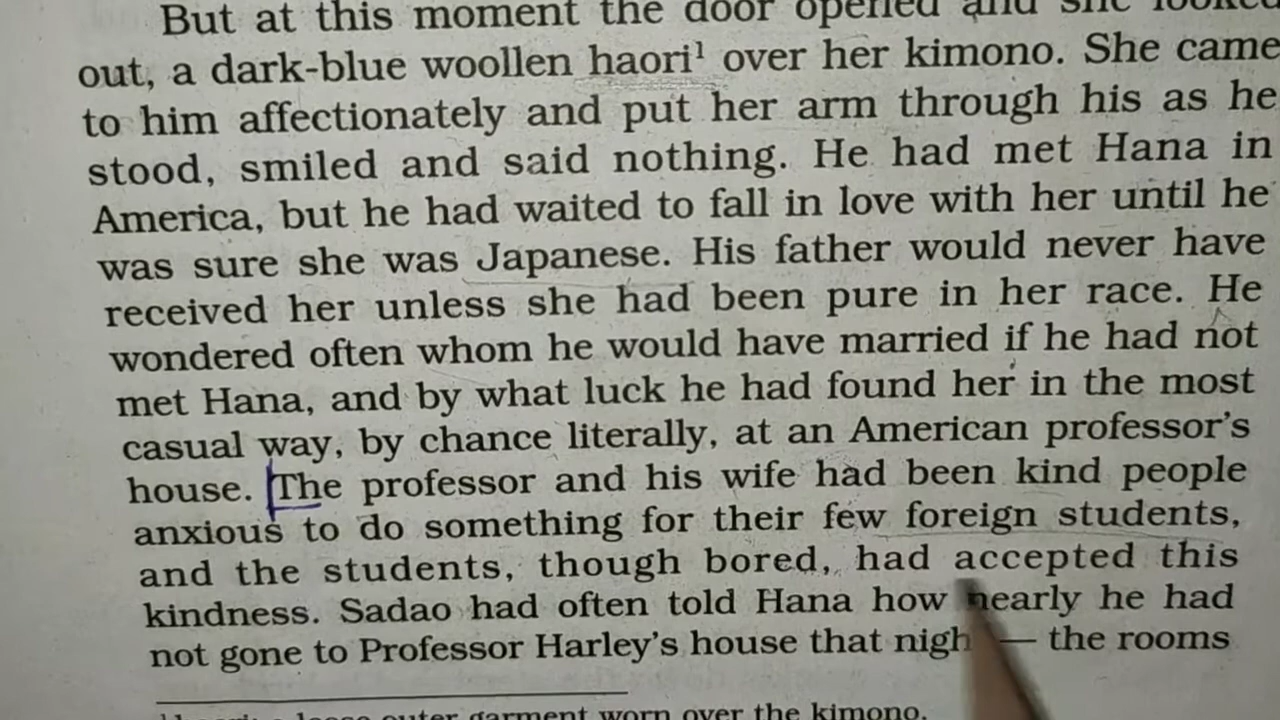 But at this moment the door opened and she looked
out, a dark-blue woollen haori¹ over her kimono. She came
to him affectionately and put her arm through his as he
stood, smiled and said nothing. He had met Hana in
America, but he had waited to fall in love with her until he
was sure she was Japanese. His father would never have
received her unless she had been pure in her race. He
wondered often whom he would have married if he had not
met Hana, and by what luck he had found her in the most
casual way, by chance literally, at an American professor's
house. The professor and his wife had been kind people
anxious to do something for their few foreign students,
and the students, though bored, had accepted this
kindness. Sadao had often told Hana how nearly he had
not gone to Professor Harley's house that nigh — the rooms
a loose outer garment worn over the kimono.